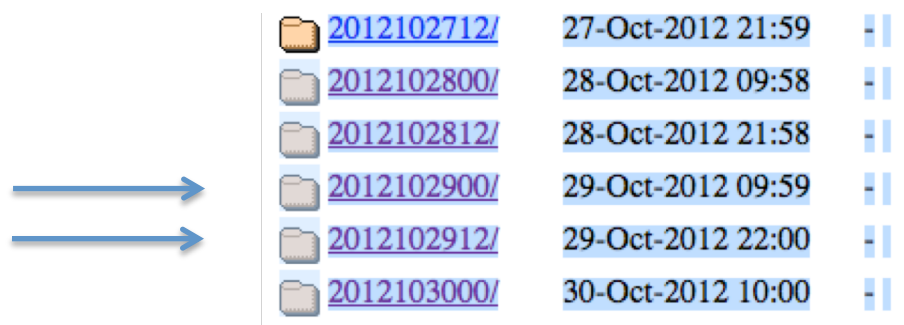 2012102712/ 27-Oct-2012 21:59 -
2012102800/ 28-Oct-2012 09:58 -
2012102812/ 28-Oct-2012 21:58 -
2012102900/ 29-Oct-2012 09:59 -
2012102912/ 29-Oct-2012 22:00 -
2012103000/ 30-Oct-2012 10:00 -